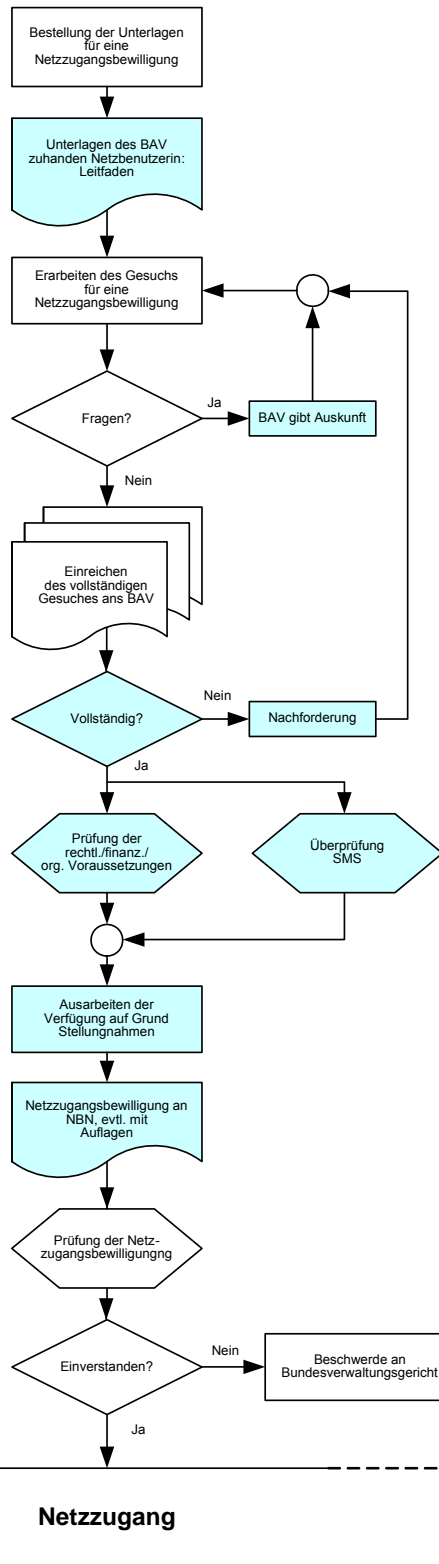 Bestellung der Unterlagen
für eine
Netzzugangsbewilligung
Unterlagen des BAV
zuhanden Netzbenutzerin:
Leitfaden
Erarbeiten des Gesuchs
für eine
Netzzugangsbewilligung
Fragen?
Ja
BAV gibt Auskunft
Nein
Einreichen
des vollständigen
Gesuches ans BAV
Vollständig?
Nein
Nachforderung
Ja
Prüfung der
rechtl./finanz./
org. Voraussetzungen
Überprüfung
SMS
Ausarbeiten der
Verfügung auf Grund
Stellungnahmen
Netzzugangsbewilligung an
NBN, evtl. mit
Auflagen
Prüfung der Netz-
zugangsbewilligungng
Einverstanden?
Nein
Beschwerde an
Bundesverwaltungsgericht
Ja
Netzzugang